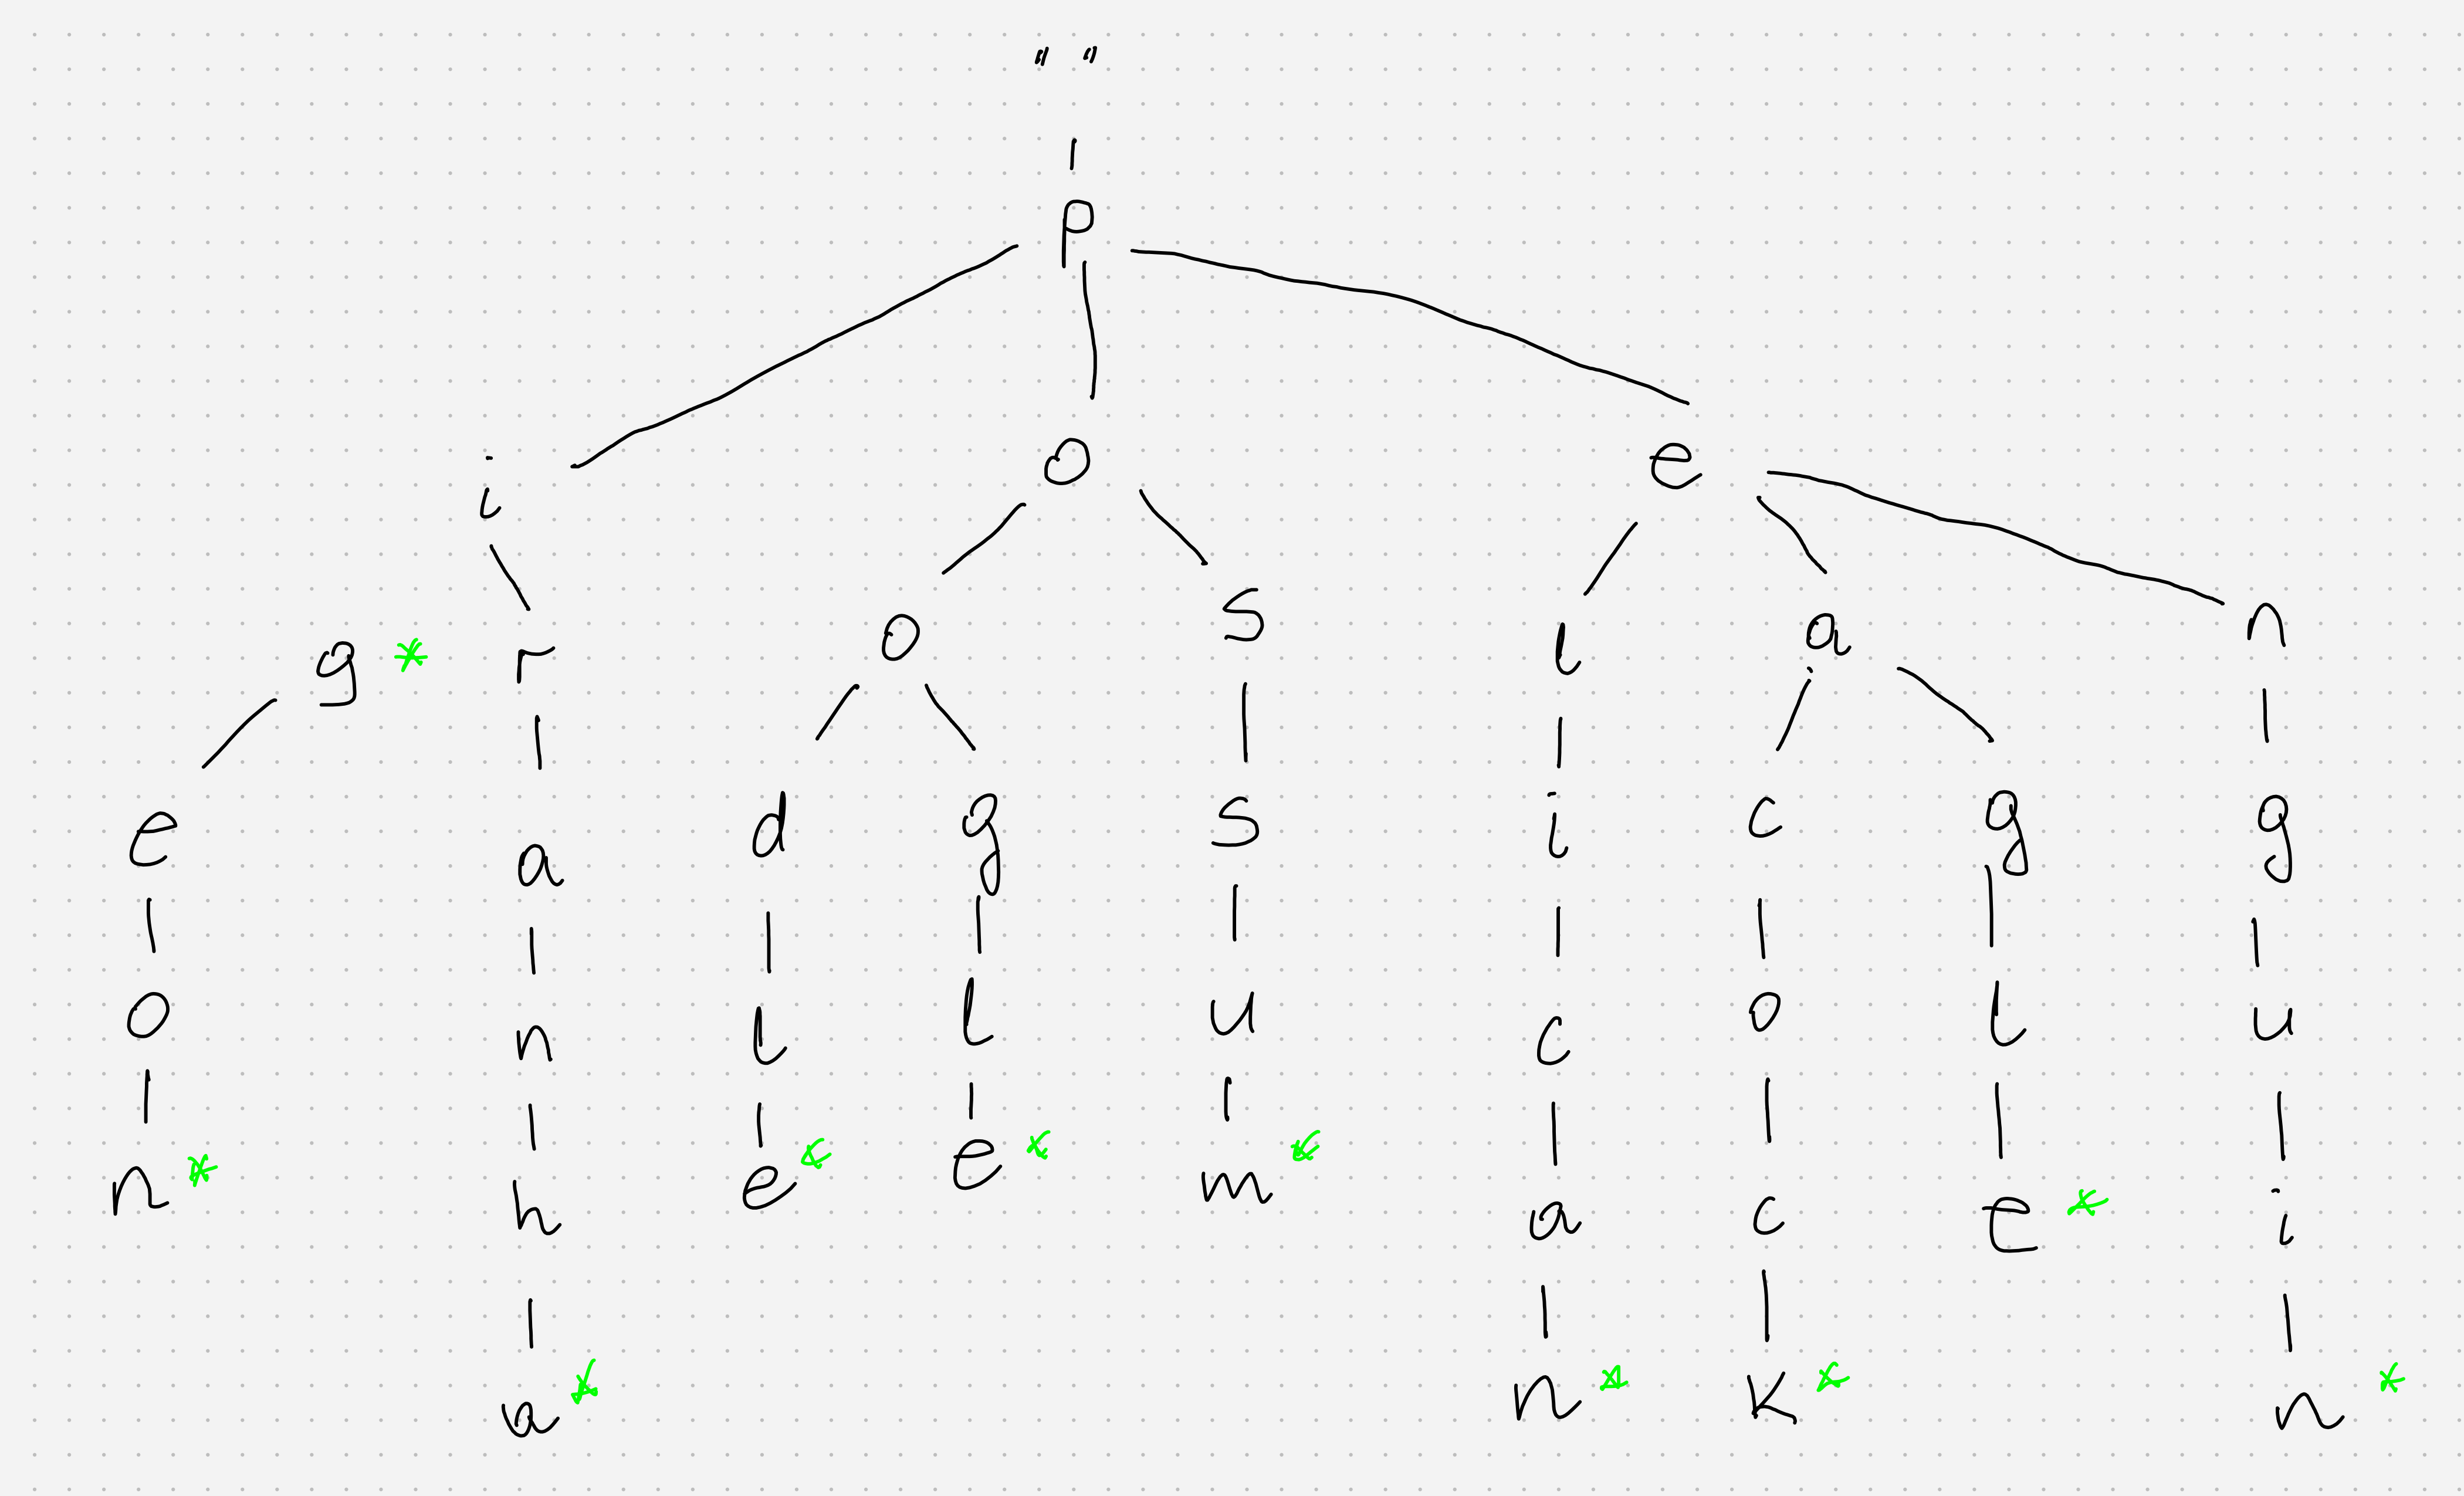 " "
p
i o e
g * r o s l a n
e a d g s i c g g
o n l l u c o l u
n * h e * e * m * a c e * i
a * n * k * n *